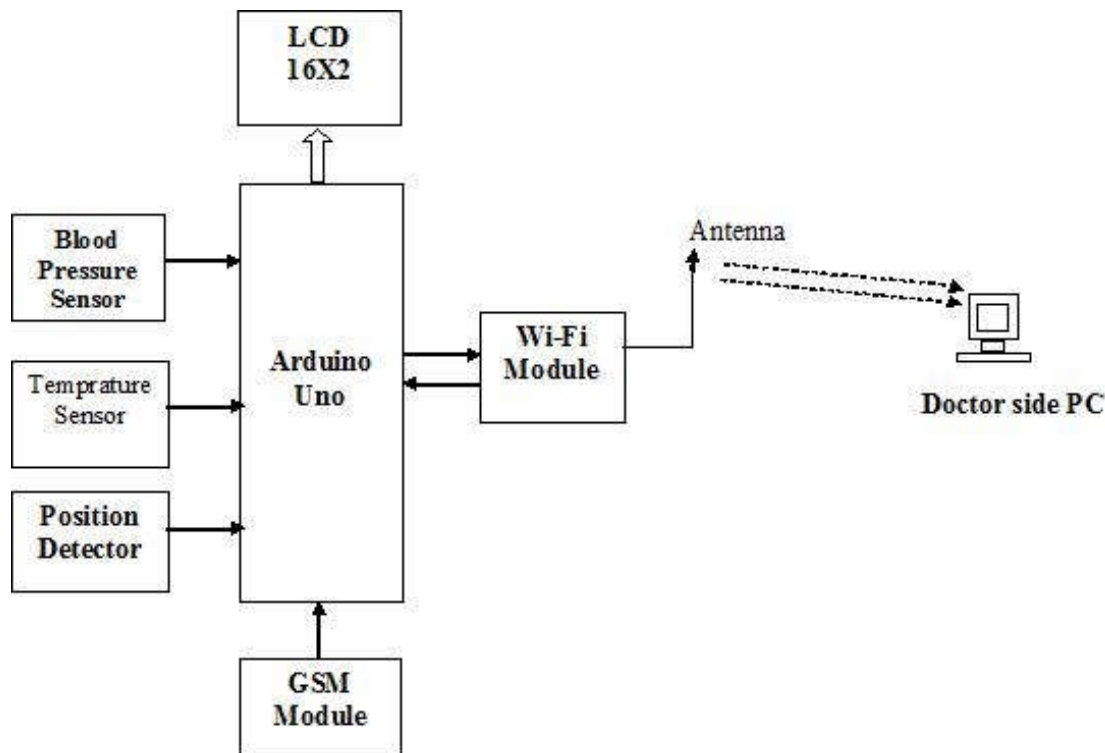 LCD
16X2
Blood
Pressure
Sensor
Antenna
Temprature
Sensor
Arduino
Uno
Wi-Fi
Module
Doctor side PC
Position
Detector
GSM
Module